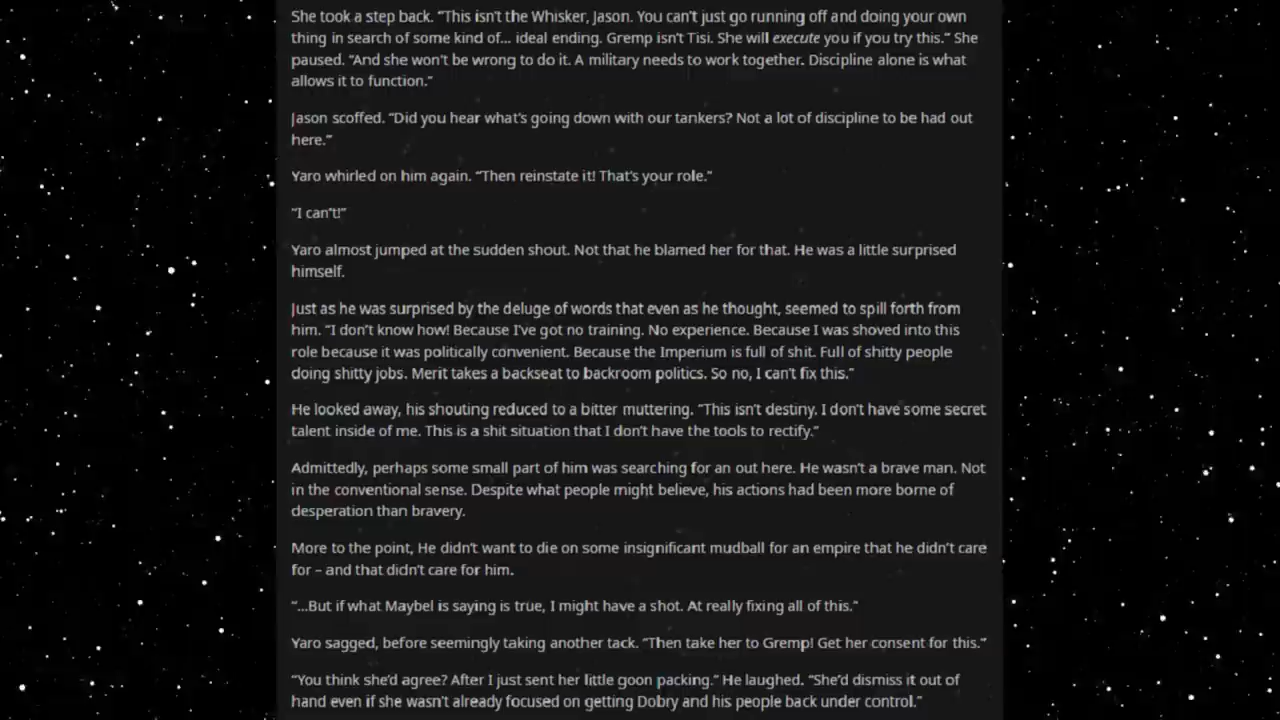 She took a step back. “This isn’t the Whisker, Jason. You can’t just go running off and doing your own
thing in search of some kind of… ideal ending. Gremp isn’t Tisi. She will execute you if you try this.” She
paused. “And she won’t be wrong to do it. A military needs to work together. Discipline alone is what
allows it to function.”
Jason scoffed. “Did you hear what’s going down with our tankers? Not a lot of discipline to be had out
here.”
Yaro whirled on him again. “Then reinstate it! That’s your role.”
“I can’t!”
Yaro almost jumped at the sudden shout. Not that he blamed her for that. He was a little surprised
himself.
Just as he was surprised by the deluge of words that even as he thought, seemed to spill forth from
him. “I don’t know how! Because I’ve got no training. No experience. Because I was shoved into this
role because it was politically convenient. Because the Imperium is full of shit. Full of shitty people
doing shitty jobs. Merit takes a backseat to backroom politics. So no, I can’t fix this.”
He looked away, his shouting reduced to a bitter muttering. “This isn’t destiny. I don’t have some secret
talent inside of me. This is a shit situation that I don’t have the tools to rectify.”
Admittedly, perhaps some small part of him was searching for an out here. He wasn’t a brave man. Not
in the conventional sense. Despite what people might believe, his actions had been more borne of
desperation than bravery.
More to the point, He didn’t want to die on some insignificant mudball for an empire that he didn’t care
for – and that didn’t care for him.
“…But if what Maybel is saying is true, I might have a shot. At really fixing all of this.”
Yaro sagged, before seemingly taking another tack. “Then take her to Gremp! Get her consent for this.”
“You think she’d agree? After I just sent her little goon packing.” He laughed. “She’d dismiss it out of
hand even if she wasn’t already focused on getting Dobry and his people back under control.”